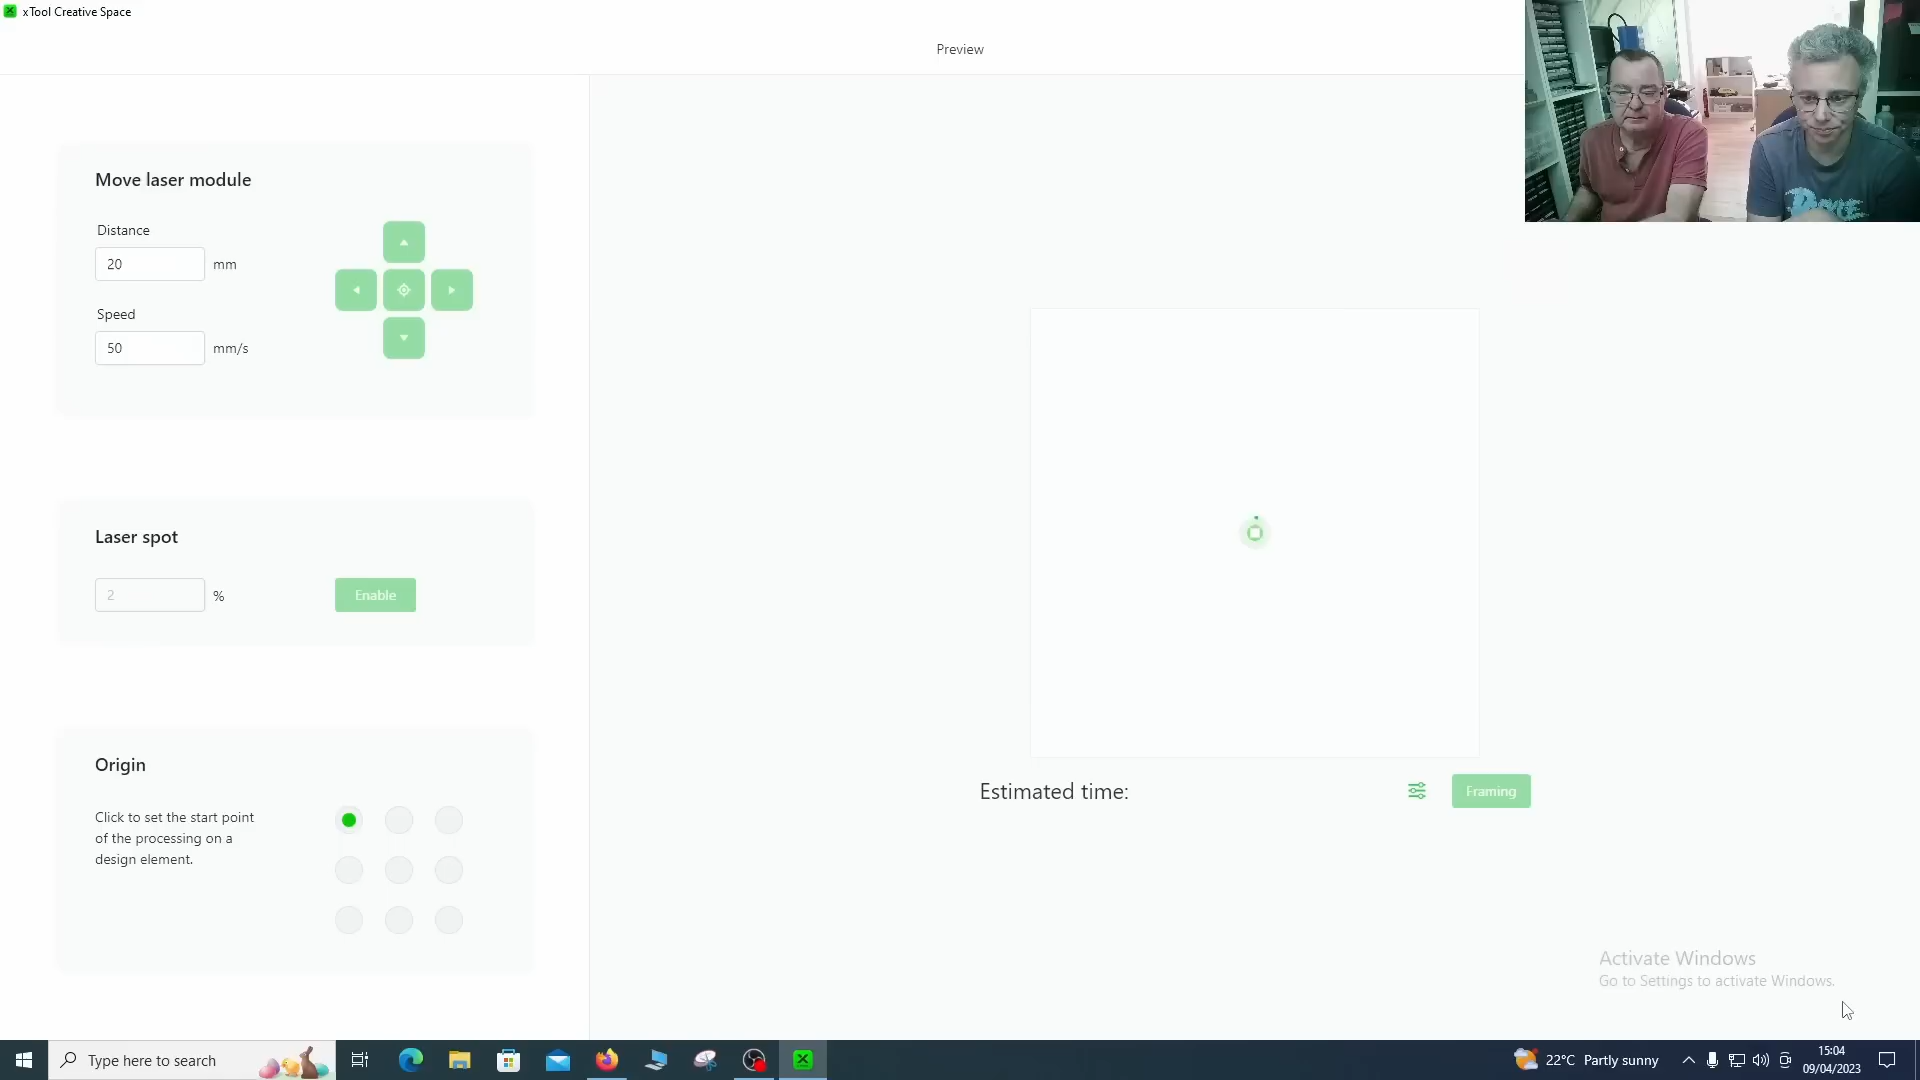 xTool Creative Space
Preview
Move laser module
Distance
20 mm
Speed
50 mm/s
Laser spot
2 %
Enable
Origin
Click to set the start point
of the processing on a
design element.
Estimated time:
Framing
Activate Windows
Go to Settings to activate Windows.
Type here to search
22°C Partly sunny
15:04
09/04/2023